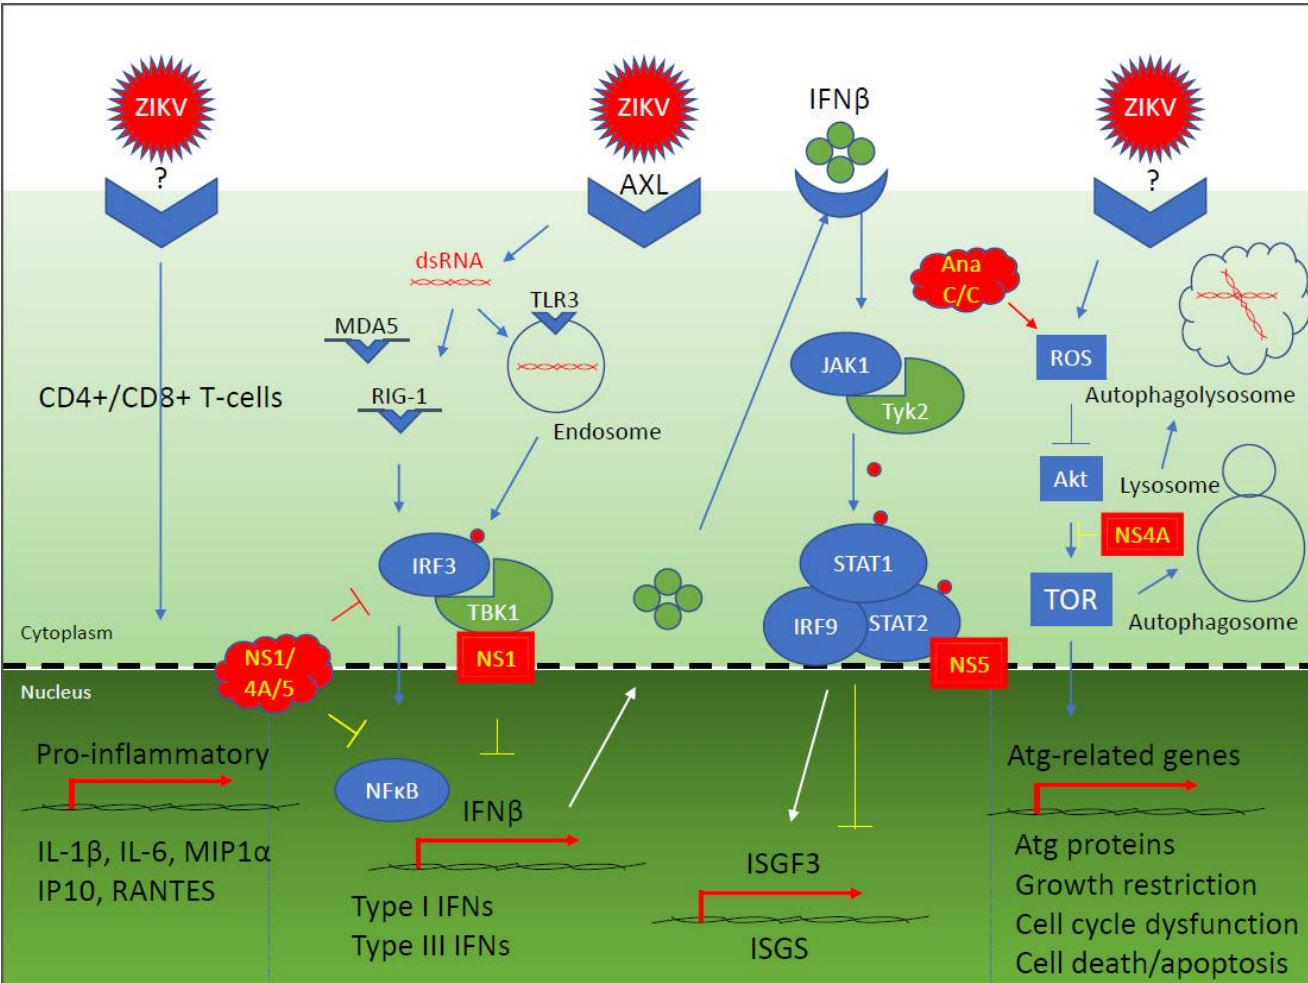 ZIKV
?
ZIKV
AXL
IFNβ
ZIKV
?
dsRNA
TLR3
MDA5
RIG-1
Endosome
CD4+/CD8+ T-cells
Ana
C/C
ROS
Autophagolysosome
JAK1
Tyk2
Akt
Lysosome
NS4A
IRF3
TBK1
NS1
STAT1
IRF9
STAT2
NS5
TOR
Autophagosome
Cytoplasm
NS1/
4A/5
Nucleus
Pro-inflammatory
IL-1β, IL-6, MIP1α
IP10, RANTES
NFκB
IFNβ
Type I IFNs
Type III IFNs
ISGF3
ISGS
Atg-related genes
Atg proteins
Growth restriction
Cell cycle dysfunction
Cell death/apoptosis